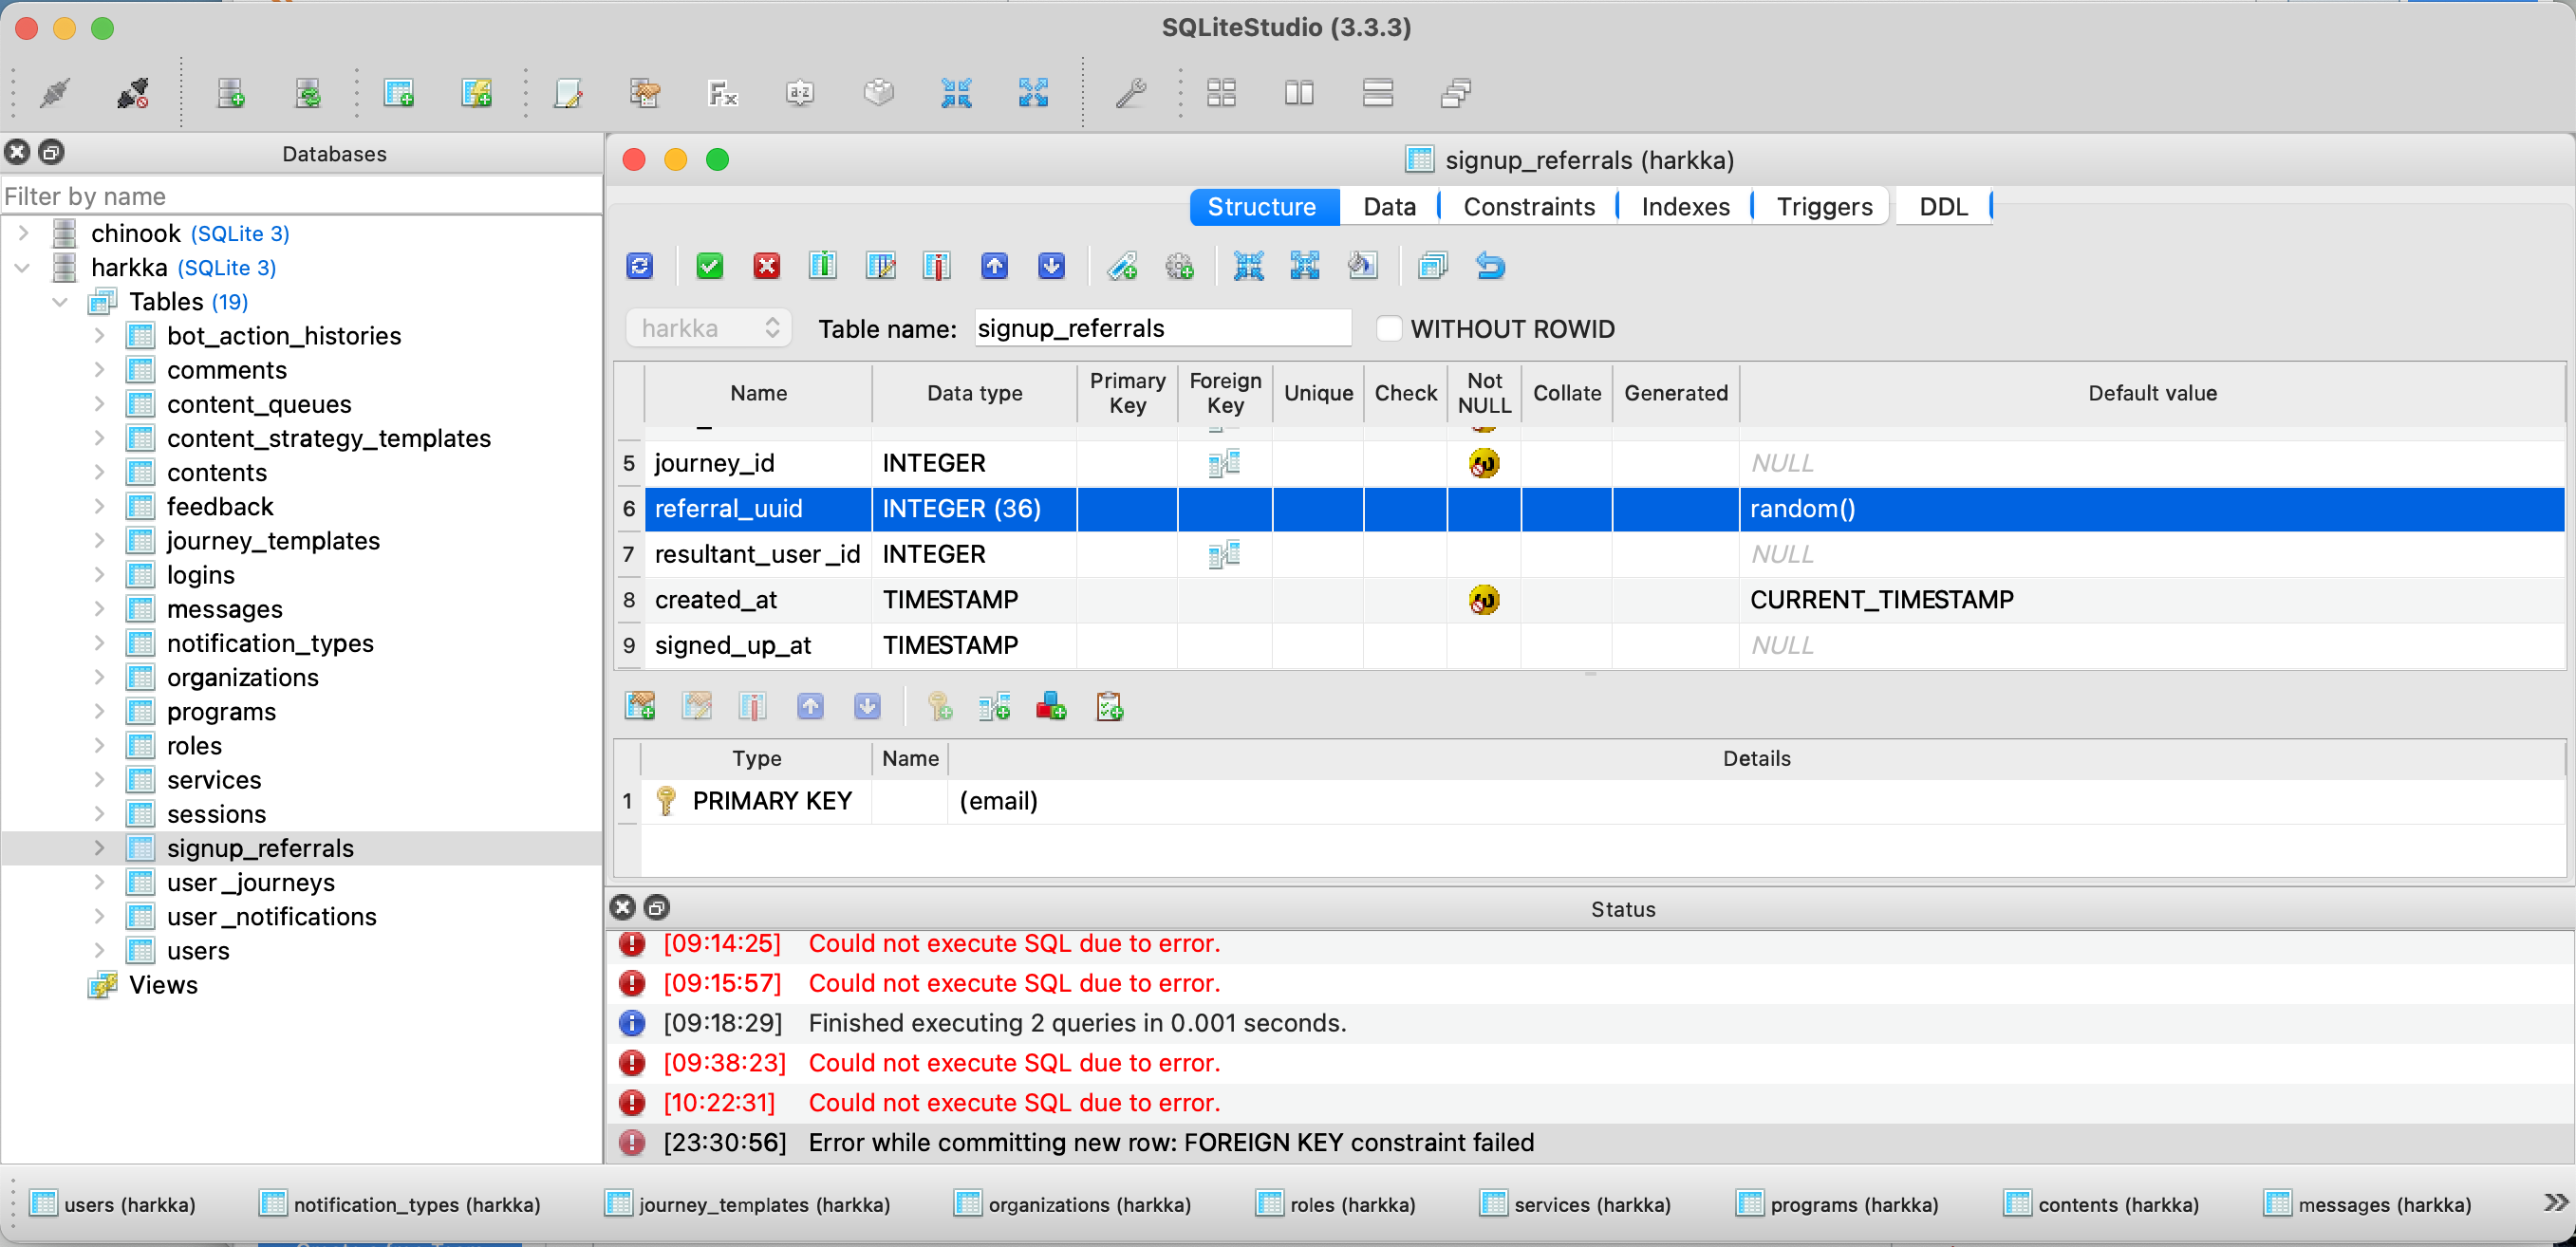 SQLiteStudio (3.3.3)
Databases
Filter by name
chinook (SQLite 3)
harkka (SQLite 3)
Tables (19)
bot_action_histories
comments
content_queues
content_strategy_templates
contents
feedback
journey_templates
logins
messages
notification_types
organizations
programs
roles
services
sessions
signup_referrals
user_journeys
user_notifications
users
Views
signup_referrals (harkka)
Structure Data Constraints Indexes Triggers DDL
harkka Table name: signup_referrals WITHOUT ROWID
Name Data type Primary Key Foreign Key Unique Check Not NULL Collate Generated Default value
5 journey_id INTEGER NULL
6 referral_uuid INTEGER (36) random()
7 resultant_user_id INTEGER NULL
8 created_at TIMESTAMP CURRENT_TIMESTAMP
9 signed_up_at TIMESTAMP NULL
Type Name Details
1 PRIMARY KEY (email)
Status
[09:14:25] Could not execute SQL due to error.
[09:15:57] Could not execute SQL due to error.
[09:18:29] Finished executing 2 queries in 0.001 seconds.
[09:38:23] Could not execute SQL due to error.
[10:22:31] Could not execute SQL due to error.
[23:30:56] Error while committing new row: FOREIGN KEY constraint failed
users (harkka) notification_types (harkka) journey_templates (harkka) organizations (harkka) roles (harkka) services (harkka) programs (harkka) contents (harkka) messages (harkka)